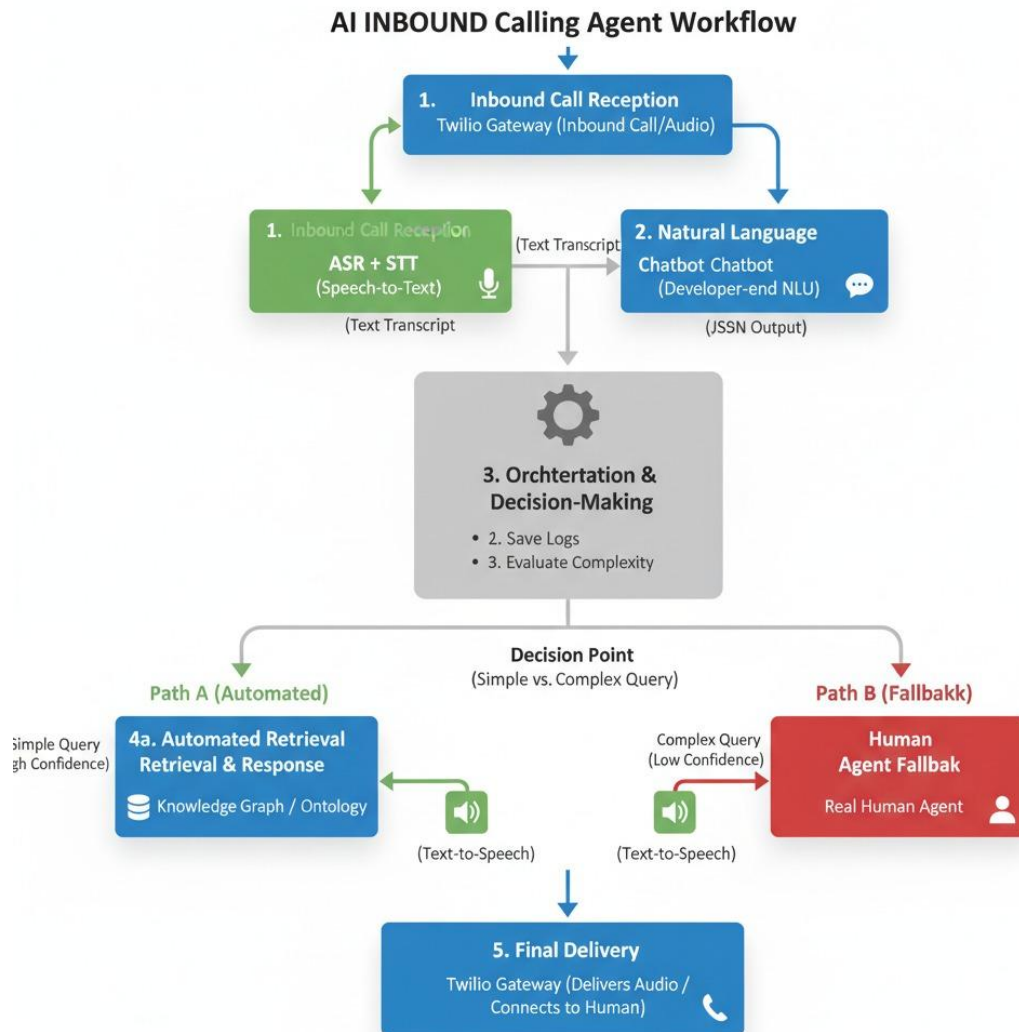 AI INBOUND Calling Agent Workflow
1. Inbound Call Reception
Twilio Gateway (Inbound Call/Audio)
1. Inbound Call Reception
ASR + STT
(Speech-to-Text)
(Text Transcript
(Text Transcript
2. Natural Language
Chatbot Chatbot
(Developer-end NLU)
(JSSN Output)
3. Orchtertation &
Decision-Making
• 2. Save Logs
• 3. Evaluate Complexity
Decision Point
(Simple vs. Complex Query)
Path A (Automated)
Simple Query
gh Confidence)
4a. Automated Retrieval
Retrieval & Response
Knowledge Graph / Ontology
(Text-to-Speech)
Path B (Fallbakk)
Complex Query
(Low Confidence)
(Text-to-Speech)
Human
Agent Fallbak
Real Human Agent
5. Final Delivery
Twilio Gateway (Delivers Audio /
Connects to Human)